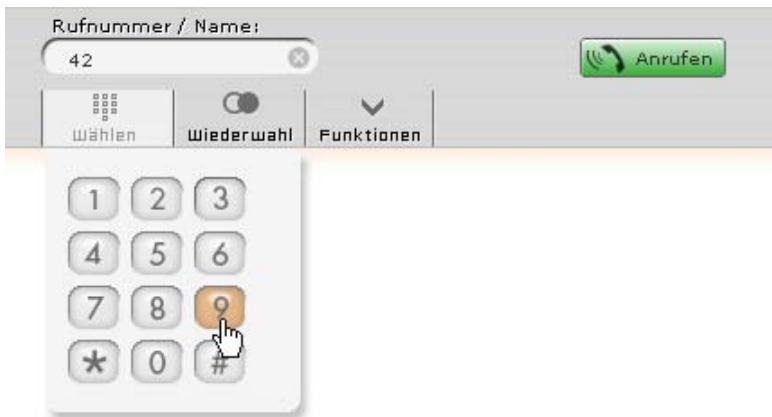 Rufnummer / Name:
42
Anrufen
Wählen Wiederwahl Funktionen
1 2 3
4 5 6
7 8 9
* 0 #